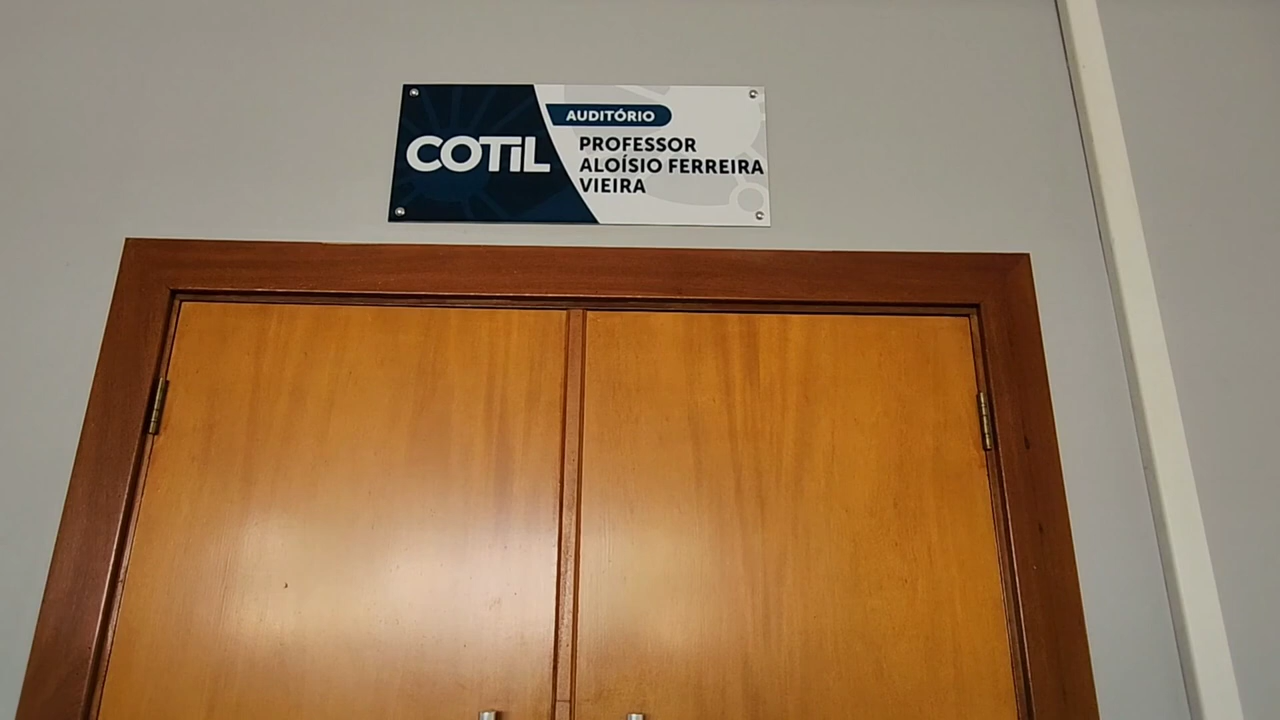 COTiL
AUDITÓRIO
PROFESSOR
ALOÍSIO FERREIRA
VIEIRA